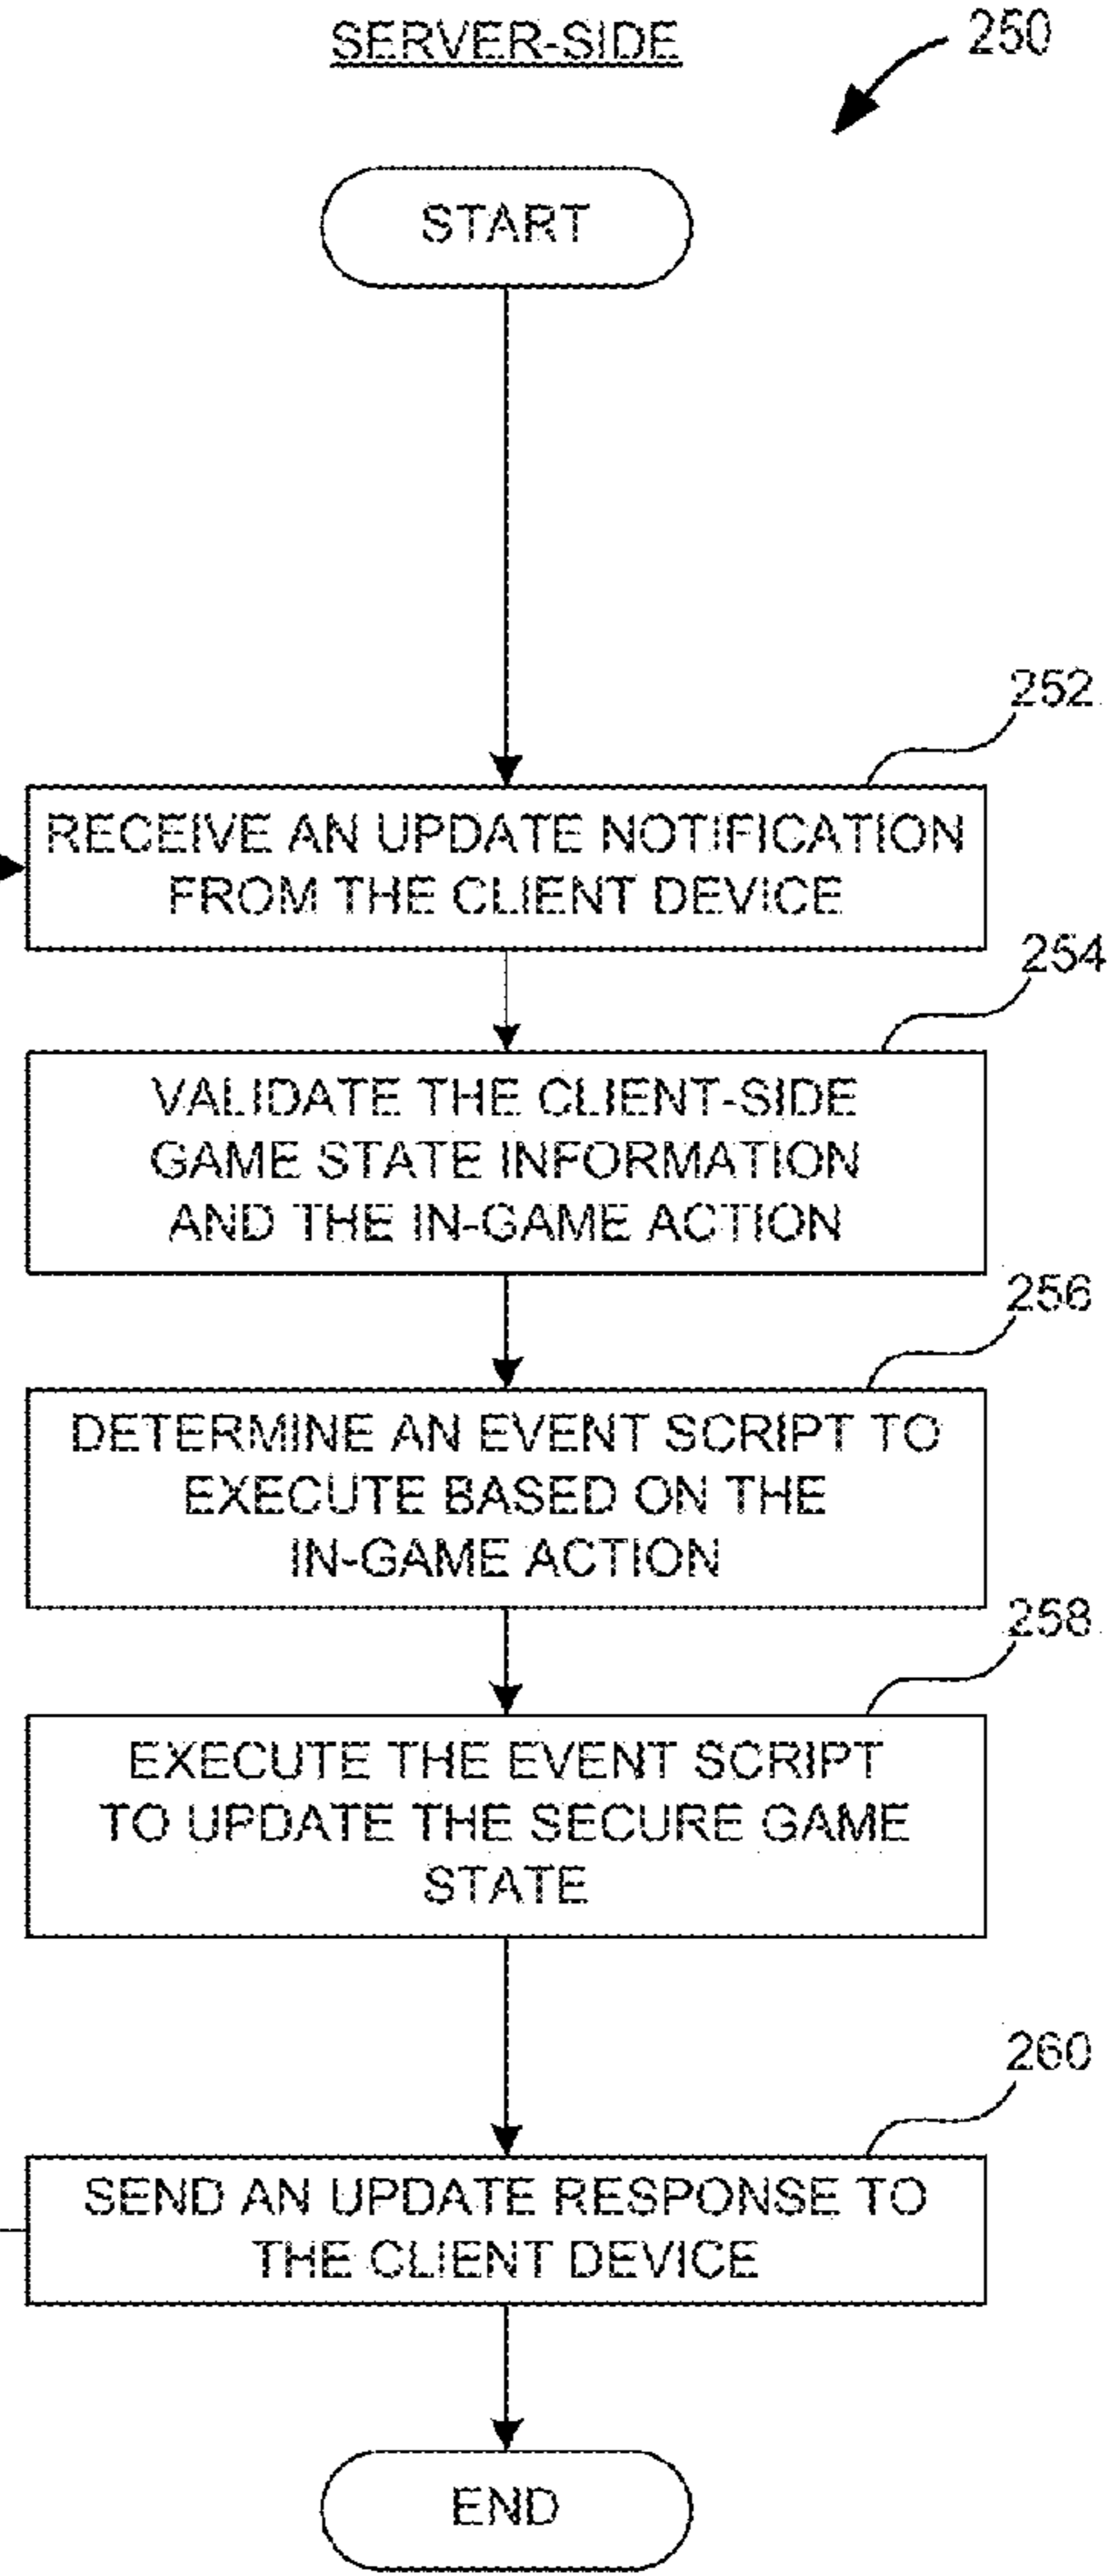 SERVER-SIDE
250
START
252
RECEIVE AN UPDATE NOTIFICATION
FROM THE CLIENT DEVICE
254
VALIDATE THE CLIENT-SIDE
GAME STATE INFORMATION
AND THE IN-GAME ACTION
256
DETERMINE AN EVENT SCRIPT TO
EXECUTE BASED ON THE
IN-GAME ACTION
258
EXECUTE THE EVENT SCRIPT
TO UPDATE THE SECURE GAME
STATE
260
SEND AN UPDATE RESPONSE TO
THE CLIENT DEVICE
END